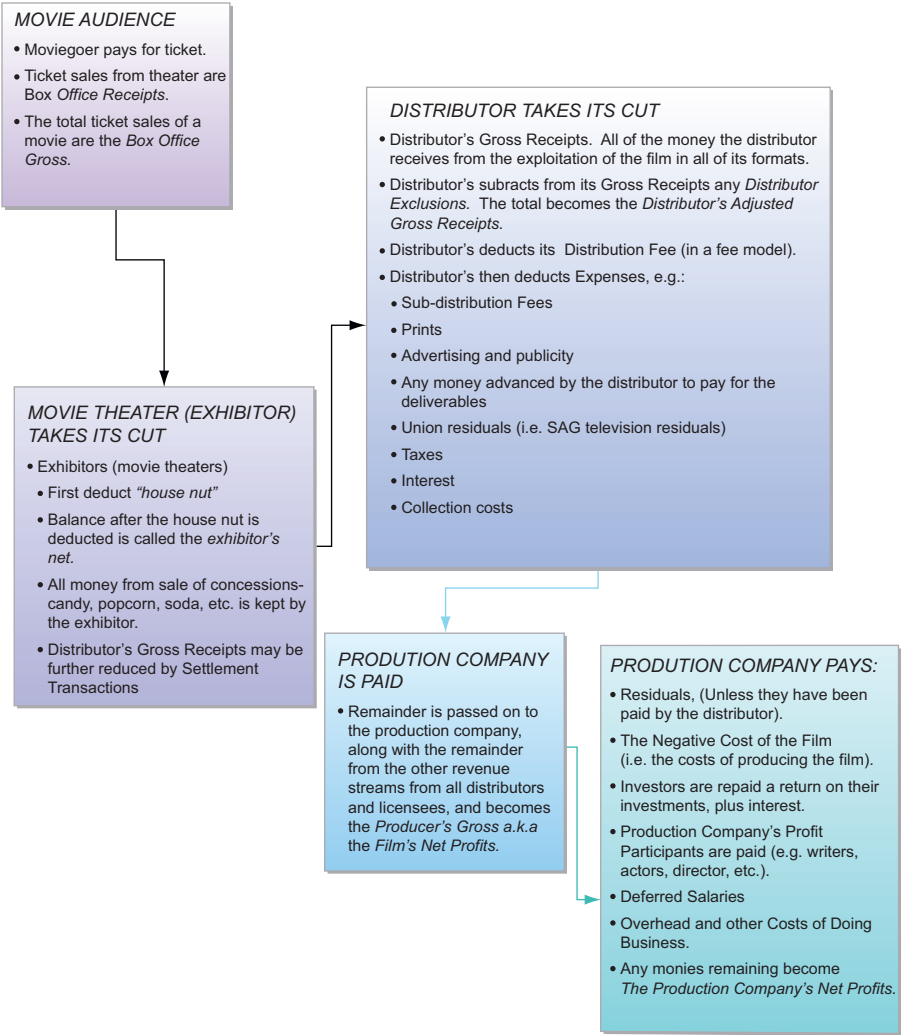 MOVIE AUDIENCE
• Moviegoer pays for ticket.
• Ticket sales from theater are
Box Office Receipts.
• The total ticket sales of a
movie are the Box Office
Gross.
MOVIE THEATER (EXHIBITOR)
TAKES ITS CUT
• Exhibitors (movie theaters)
• First deduct “house nut”
• Balance after the house nut is
deducted is called the exhibitor’s
net.
• All money from sale of concessions-
candy, popcorn, soda, etc. is kept by
the exhibitor.
• Distributor’s Gross Receipts may be
further reduced by Settlement
Transactions
DISTRIBUTOR TAKES ITS CUT
• Distributor’s Gross Receipts. All of the money the distributor
receives from the exploitation of the film in all of its formats.
• Distributor’s subracts from its Gross Receipts any Distributor
Exclusions. The total becomes the Distributor’s Adjusted
Gross Receipts.
• Distributor’s deducts its Distribution Fee (in a fee model).
• Distributor’s then deducts Expenses, e.g.:
• Sub-distribution Fees
• Prints
• Advertising and publicity
• Any money advanced by the distributor to pay for the
deliverables
• Union residuals (i.e. SAG television residuals)
• Taxes
• Interest
• Collection costs
PRODUTION COMPANY
IS PAID
• Remainder is passed on to
the production company,
along with the remainder
from the other revenue
streams from all distributors
and licensees, and becomes
the Producer’s Gross a.k.a
the Film’s Net Profits.
PRODUTION COMPANY PAYS:
• Residuals, (Unless they have been
paid by the distributor).
• The Negative Cost of the Film
(i.e. the costs of producing the film).
• Investors are repaid a return on their
investments, plus interest.
• Production Company’s Profit
Participants are paid (e.g. writers,
actors, director, etc.).
• Deferred Salaries
• Overhead and other Costs of Doing
Business.
• Any monies remaining become
The Production Company’s Net Profits.